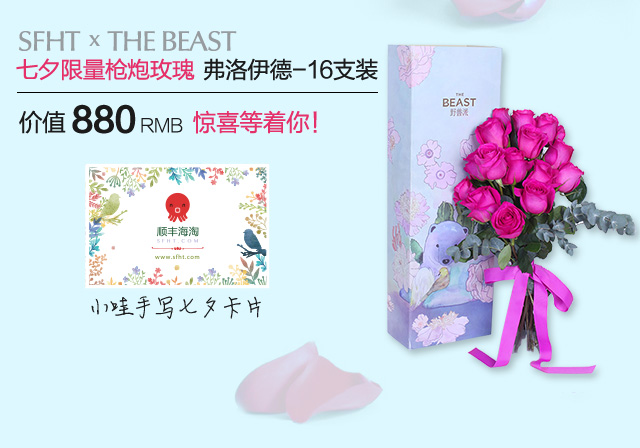 SFHT x THE BEAST
七夕限量枪炮玫瑰 弗洛伊德-16支装
价值 880 RMB 惊喜等着你！
THE
BEAST
野兽派
顺丰海淘
SFHT.COM
www.sfht.com
小哇手写七夕卡片